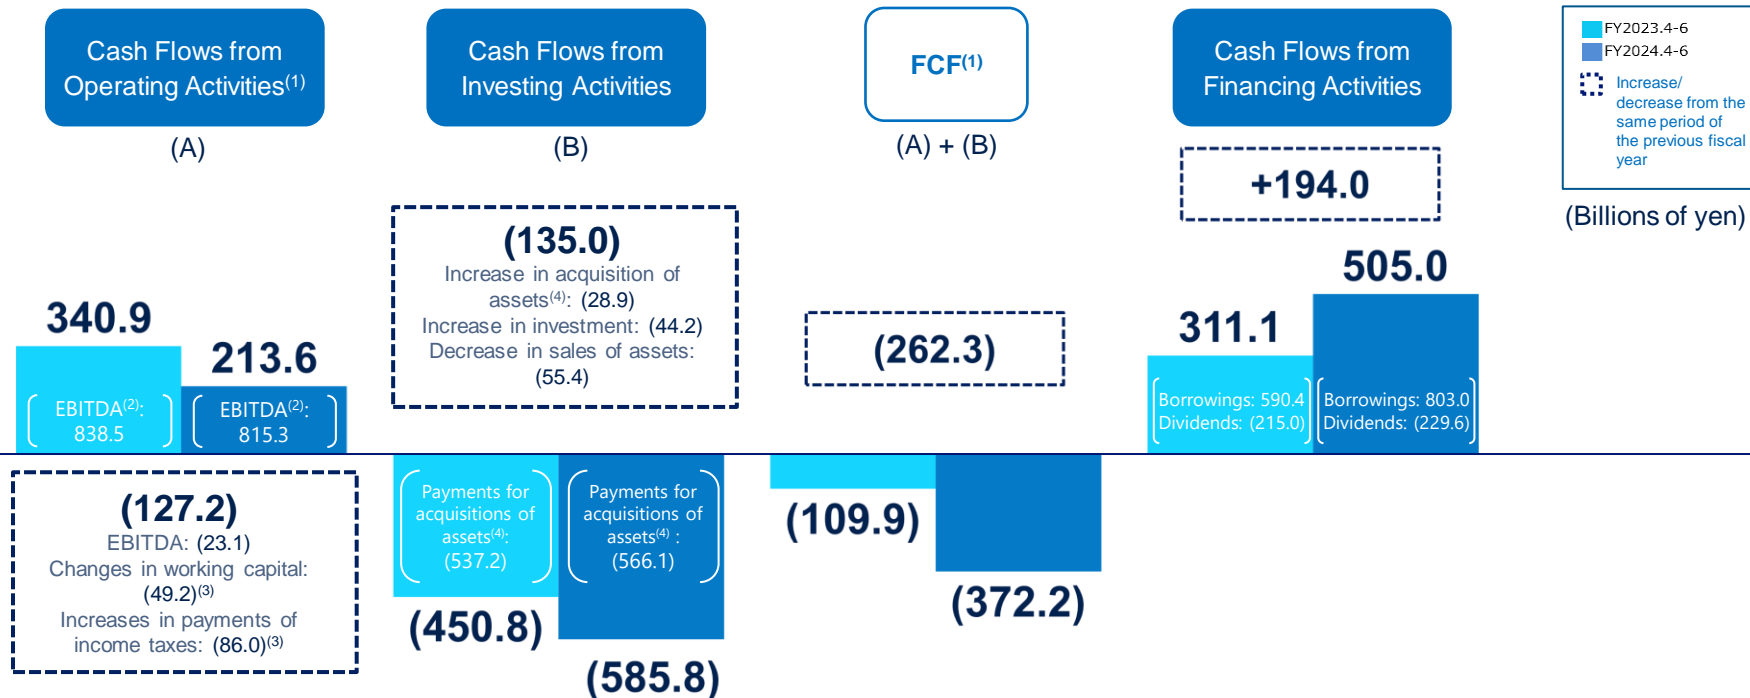 Cash Flows from
Operating Activities(1)
(A)
340.9
213.6
EBITDA(2):
838.5
EBITDA(2):
815.3
(127.2)
EBITDA: (23.1)
Changes in working capital:
(49.2)(3)
Increases in payments of
income taxes: (86.0)(3)
Cash Flows from
Investing Activities
(B)
(135.0)
Increase in acquisition of
assets(4): (28.9)
Increase in investment: (44.2)
Decrease in sales of assets:
(55.4)
Payments for
acquisitions of
assets(4):
(537.2)
Payments for
acquisitions of
assets(4) :
(566.1)
(450.8)
(585.8)
FCF(1)
(A) + (B)
(262.3)
(109.9)
(372.2)
Cash Flows from
Financing Activities
+194.0
311.1
505.0
Borrowings: 590.4
Dividends: (215.0)
Borrowings: 803.0
Dividends: (229.6)
FY2023.4-6
FY2024.4-6
Increase/
decrease from the
same period of
the previous fiscal
year
(Billions of yen)